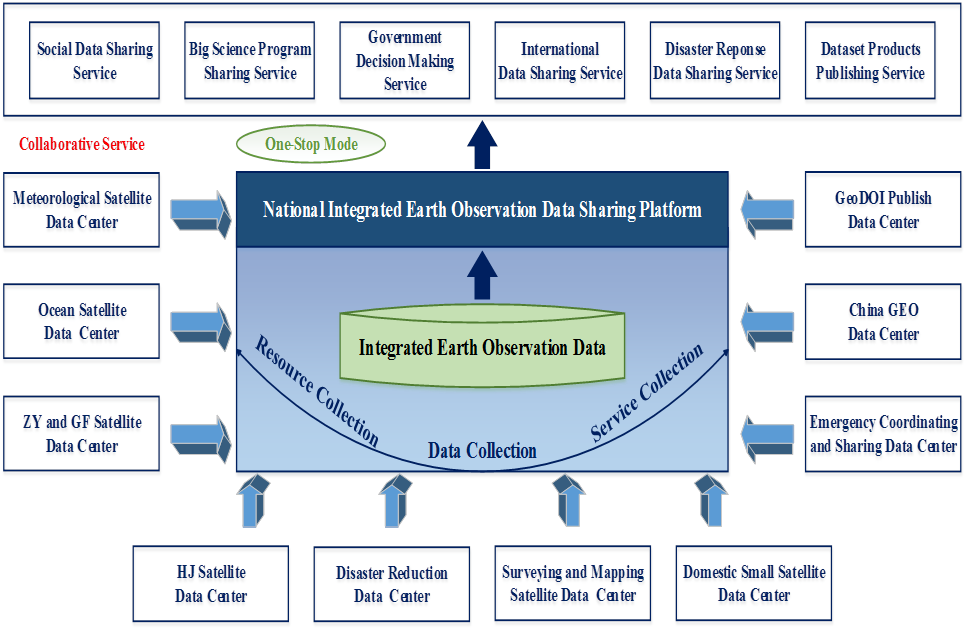 Social Data Sharing
Service
Big Science Program
Sharing Service
Government
Decision Making
Service
International
Data Sharing Service
Disaster Reponse
Data Sharing Service
Dataset Products
Publishing Service
Collaborative Service
One-Stop Mode
Meteorological Satellite
Data Center
National Integrated Earth Observation Data Sharing Platform
GeoDOI Publish
Data Center
Ocean Satellite
Data Center
Integrated Earth Observation Data
China GEO
Data Center
Resource Collection
Data Collection
Service Collection
ZY and GF Satellite
Data Center
Emergency Coordinating
and Sharing Data Center
HJ Satellite
Data Center
Disaster Reduction
Data Center
Surveying and Mapping
Satellite Data Center
Domestic Small Satellite
Data Center